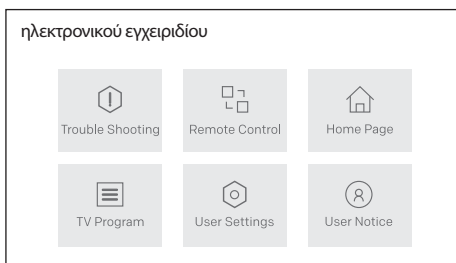 ηλεκτρονικού εγχειριδίου
Trouble Shooting
Remote Control
Home Page
TV Program
User Settings
User Notice